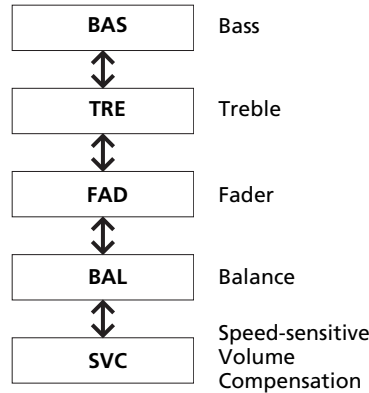 BAS Bass
TRE Treble
FAD Fader
BAL Balance
SVC Speed-sensitive
Volume
Compensation